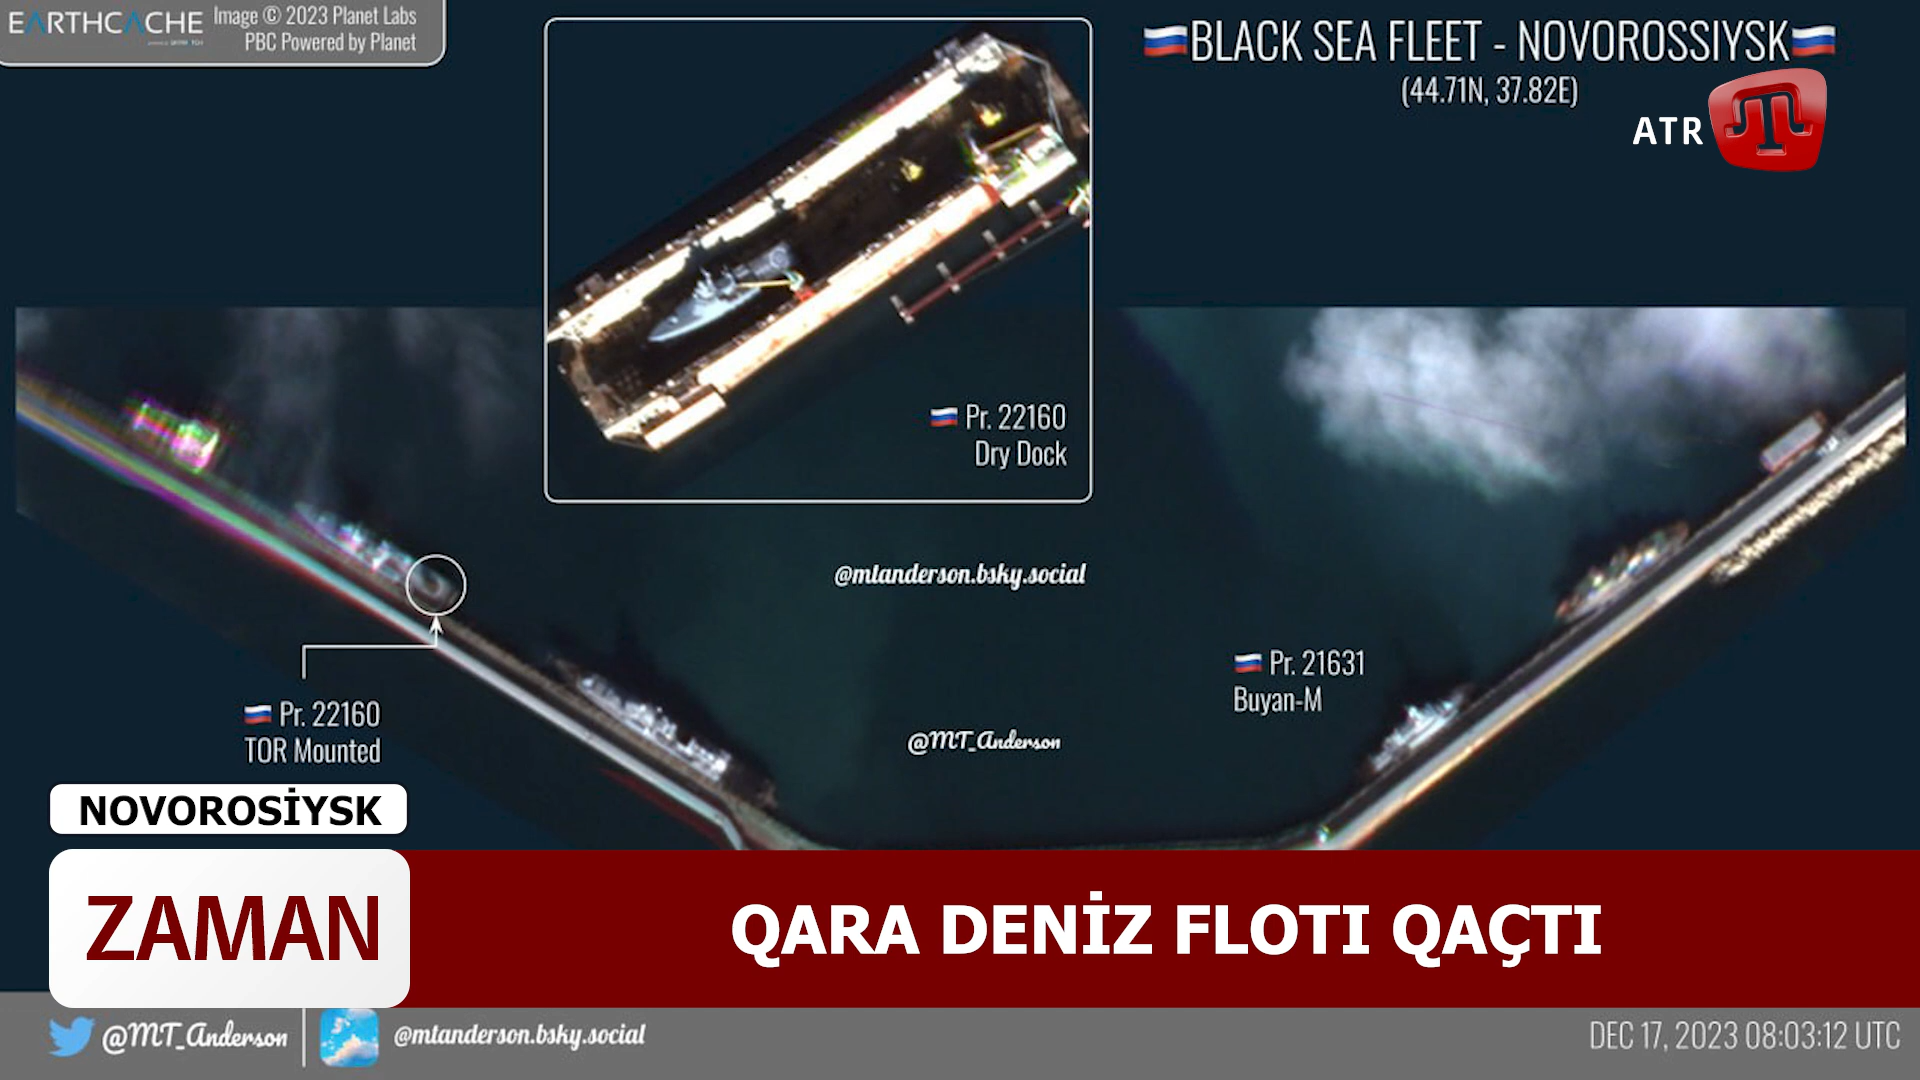 EARTHCACHE
Image © 2023 Planet Labs
PBC Powered by Planet
BLACK SEA FLEET - NOVOROSSIYSK
(44.71N, 37.82E)
ATR
Pr. 22160
Dry Dock
@mtanderson.bsky.social
Pr. 21631
Buyan-M
@MT_Anderson
Pr. 22160
TOR Mounted
NOVOROSİYSK
ZAMAN
QARA DENİZ FLOTI QAÇTI
@MT_Anderson
@mtanderson.bsky.social
DEC 17, 2023 08:03:12 UTC